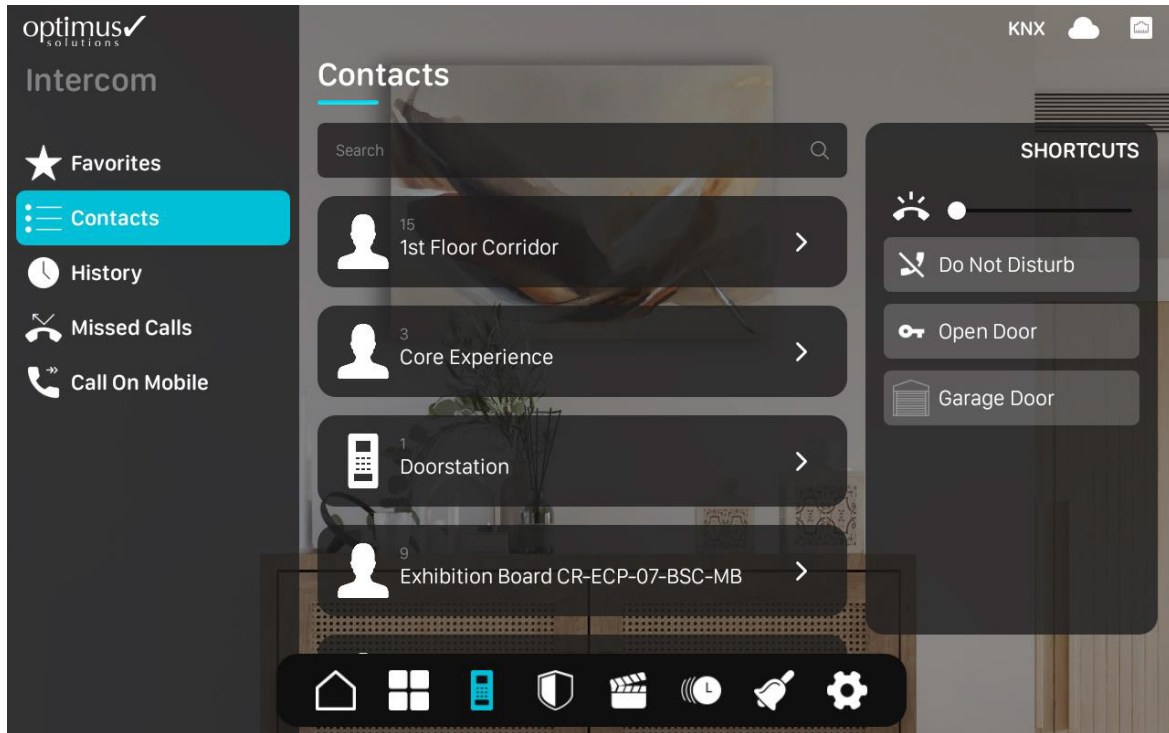 optimus
solutions
KNX
Intercom
Contacts
Favorites
Contacts
History
Missed Calls
Call On Mobile
Search
15
1st Floor Corridor
3
Core Experience
1
Doorstation
9
Exhibition Board CR-ECP-07-BSC-MB
SHORTCUTS
Do Not Disturb
Open Door
Garage Door